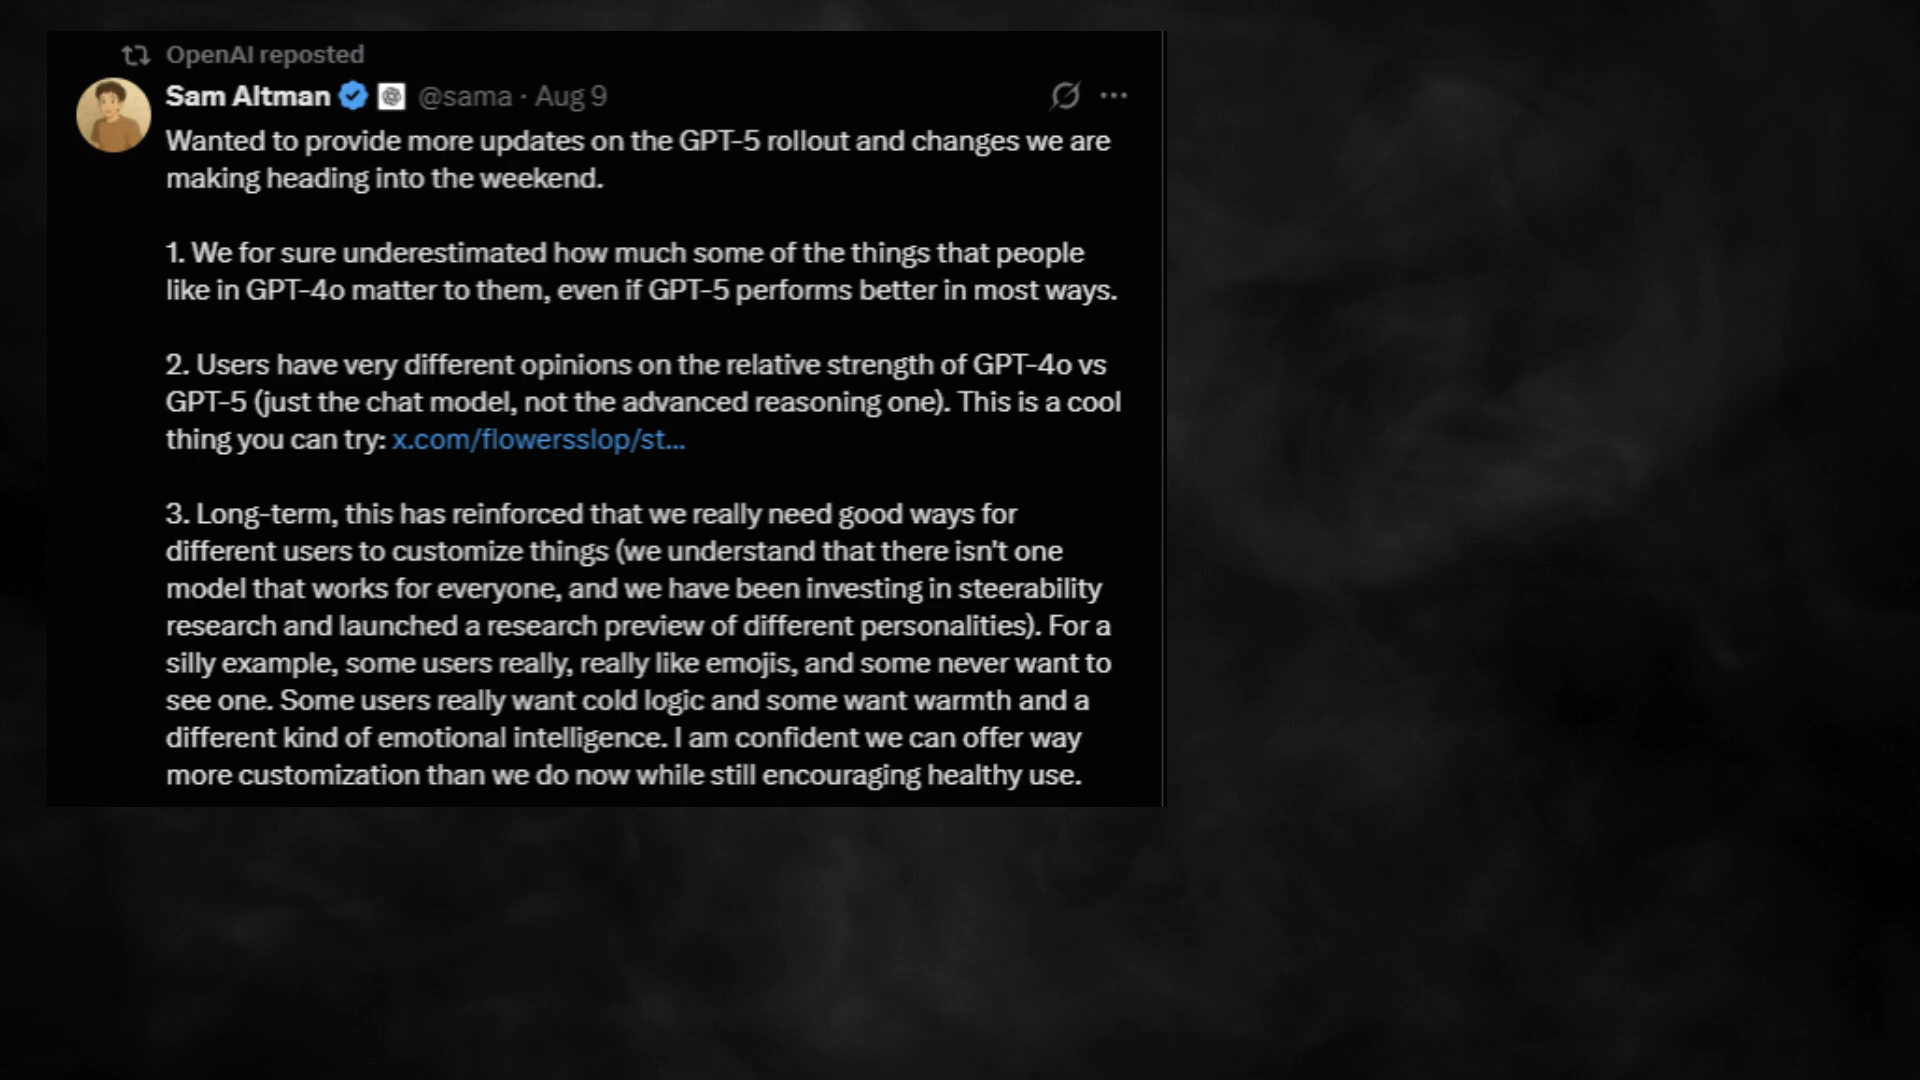 OpenAI reposted
Sam Altman @sama · Aug 9
Wanted to provide more updates on the GPT-5 rollout and changes we are
making heading into the weekend.
1. We for sure underestimated how much some of the things that people
like in GPT-4o matter to them, even if GPT-5 performs better in most ways.
2. Users have very different opinions on the relative strength of GPT-4o vs
GPT-5 (just the chat model, not the advanced reasoning one). This is a cool
thing you can try: x.com/flowersslop/st...
3. Long-term, this has reinforced that we really need good ways for
different users to customize things (we understand that there isn't one
model that works for everyone, and we have been investing in steerability
research and launched a research preview of different personalities). For a
silly example, some users really, really like emojis, and some never want to
see one. Some users really want cold logic and some want warmth and a
different kind of emotional intelligence. I am confident we can offer way
more customization than we do now while still encouraging healthy use.